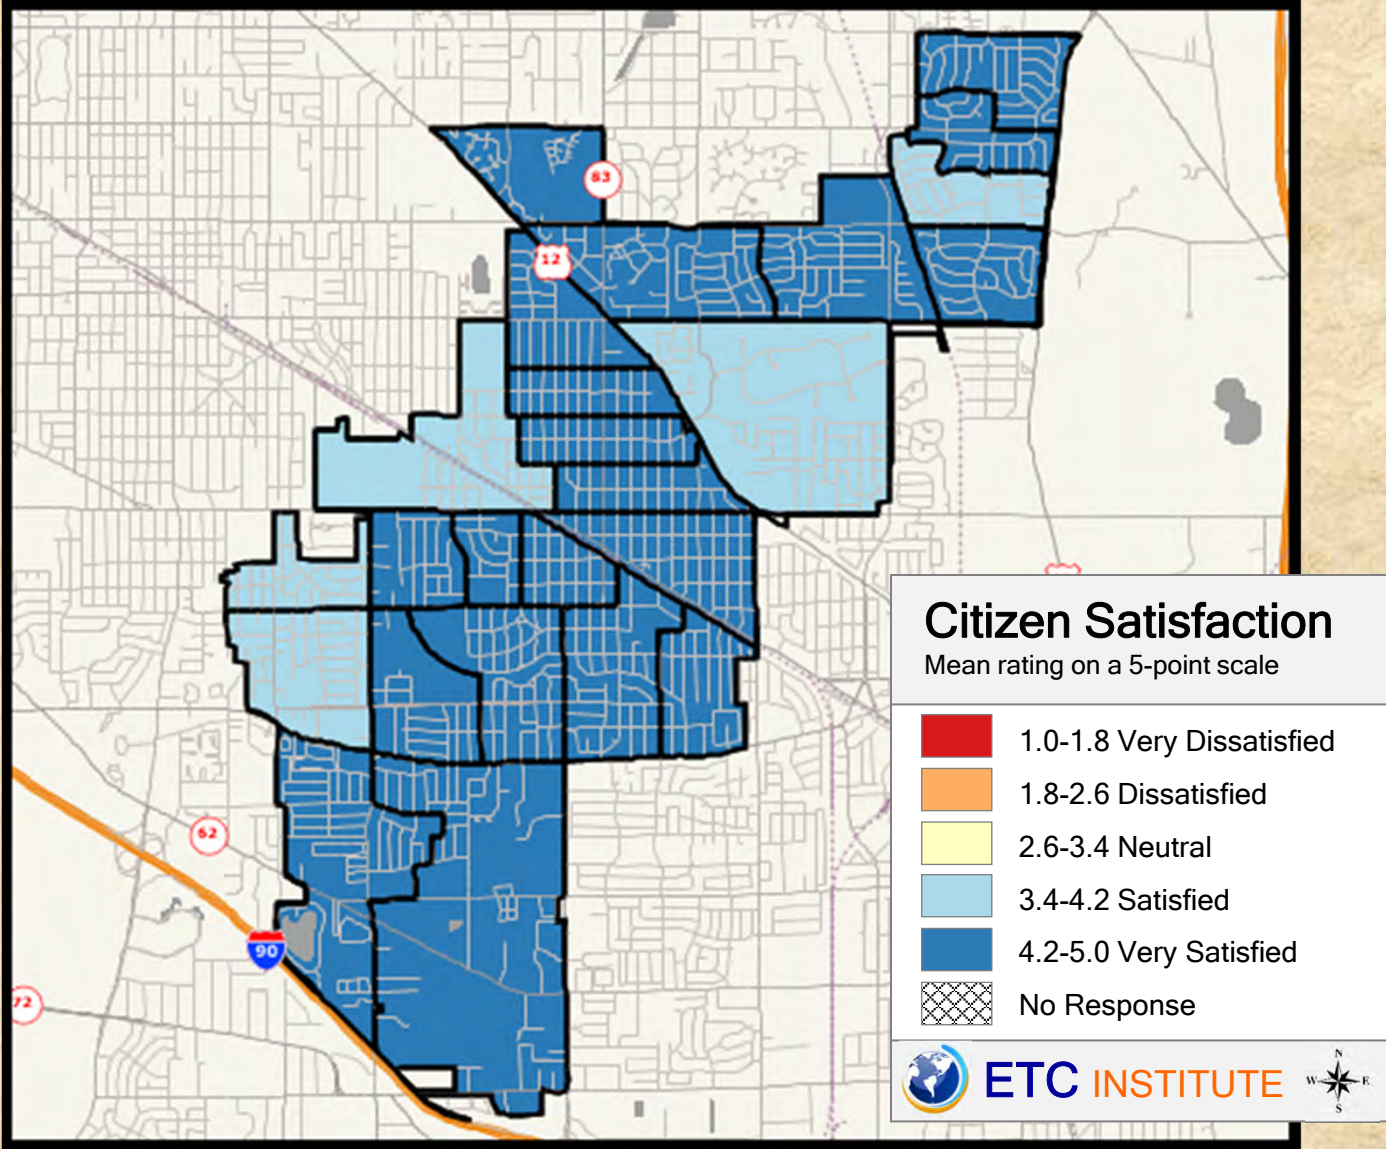 83
12
62
90
72
Citizen Satisfaction
Mean rating on a 5-point scale
1.0-1.8 Very Dissatisfied
1.8-2.6 Dissatisfied
2.6-3.4 Neutral
3.4-4.2 Satisfied
4.2-5.0 Very Satisfied
No Response
ETC INSTITUTE
N
W E
S